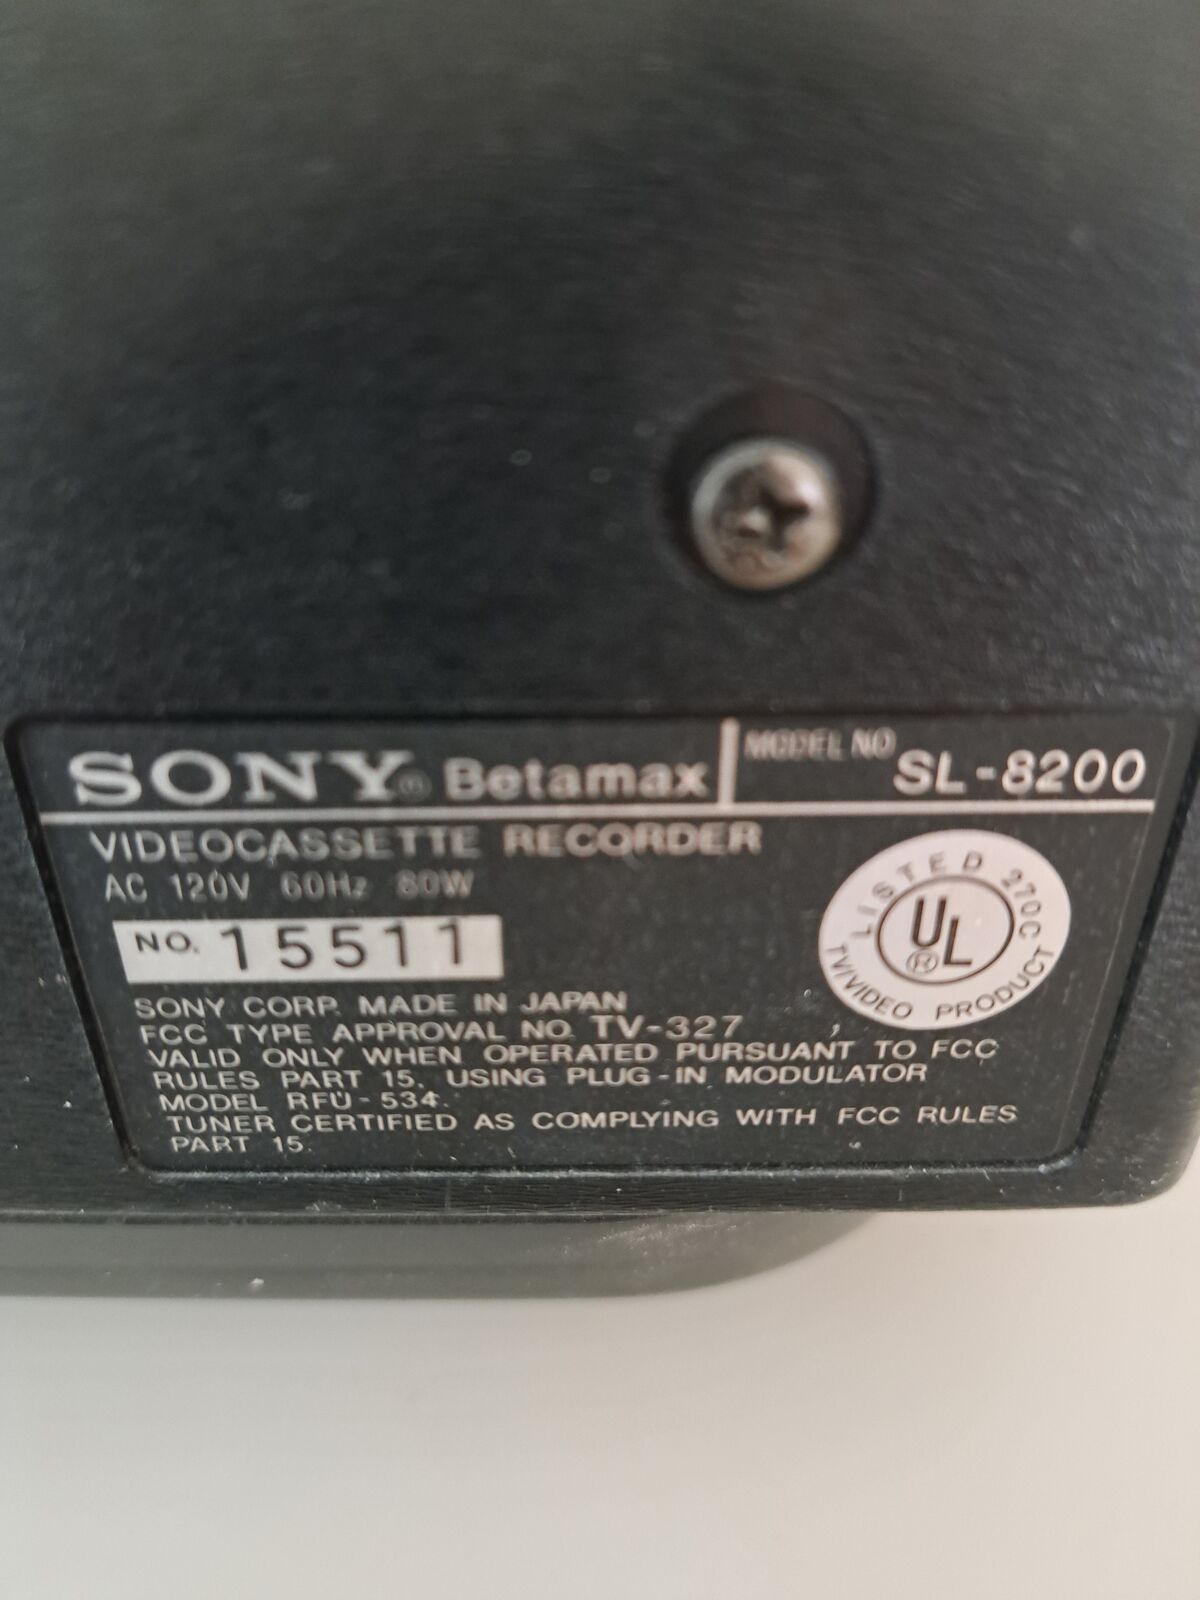 SONY® Betamax
MODEL NO SL-8200
VIDEOCASSETTE RECORDER
AC 120V 60Hz 80W
NO. 15511
LISTED 270C
UL®
TV/VIDEO PRODUCT
SONY CORP. MADE IN JAPAN
FCC TYPE APPROVAL NO. TV-327
VALID ONLY WHEN OPERATED PURSUANT TO FCC
RULES PART 15. USING PLUG-IN MODULATOR
MODEL RFU-534.
TUNER CERTIFIED AS COMPLYING WITH FCC RULES
PART 15.